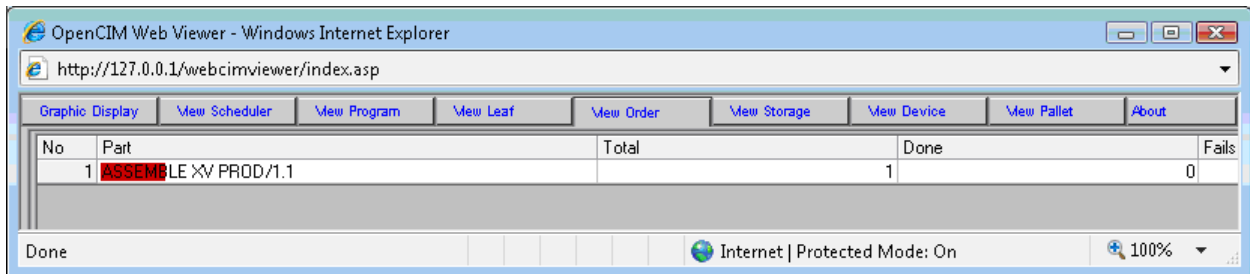 OpenCIM Web Viewer - Windows Internet Explorer
http://127.0.0.1/webcimviewer/index.asp
Graphic Display View Scheduler View Program View Leaf View Order View Storage View Device View Pallet About
No Part Total Done Fails
1 ASSEMBLE XV PROD/1.1 1 0
Done Internet | Protected Mode: On 100%